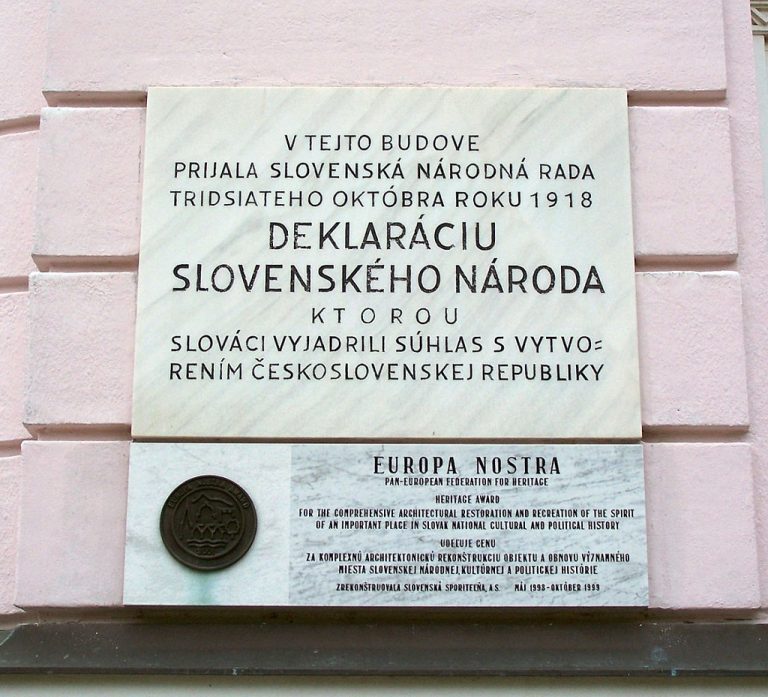 V TEJTO BUDOVE
PRIJALA SLOVENSKÁ NÁRODNÁ RADA
TRIDSIATEHO OKTÓBRA ROKU 1918
DEKLARÁCIU
SLOVENSKÉHO NÁRODA
KTOROU
SLOVÁCI VYJADRILI SÚHLAS S VYTVO=
RENÍM ČESKOSLOVENSKEJ REPUBLIKY
EUROPA NOSTRA
PAN-EUROPEAN FEDERATION FOR HERITAGE
HERITAGE AWARD
FOR THE COMPREHENSIVE ARCHITECTURAL RESTORATION AND RECREATION OF THE SPIRIT
OF AN IMPORTANT PLACE IN SLOVAK NATIONAL CULTURAL AND POLITICAL HISTORY
UDEĽUJE CENU
ZA KOMPLEXNÚ ARCHITEKTONICKÚ REKONŠTRUKCIU OBJEKTU A OBNOVU VÝZNAMNÉHO
MIESTA SLOVENSKEJ NÁRODNEJ, KULTÚRNEJ A POLITICKEJ HISTÓRIE
ZREKONŠTRUOVALA SLOVENSKÁ SPORITEĽŇA, A.S. MÁJ 1998 - OKTÓBER 1999